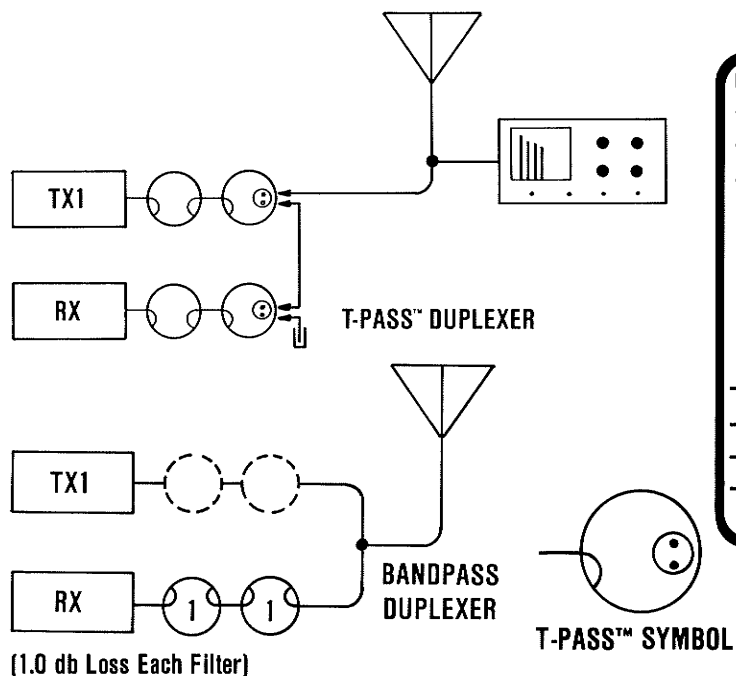 TX1
RX
T-PASS™ DUPLEXER
TX1
RX
1
1
BANDPASS
DUPLEXER
T-PASS™ SYMBOL
(1.0 db Loss Each Filter)